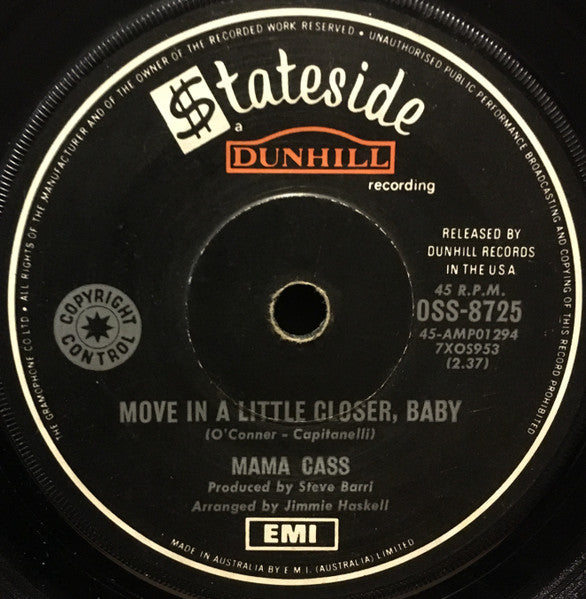 THE GRAMOPHONE CO LTD • ALL RIGHTS OF THE MANUFACTURER AND OF THE OWNER OF THE RECORDED WORK RESERVED • UNAUTHORISED PUBLIC PERFORMANCE BROADCASTING AND COPYING OF THIS RECORD PROHIBITED
$tateside
a
DUNHILL
recording
RELEASED BY
DUNHILL RECORDS
IN THE USA
COPYRIGHT
CONTROL
45 R.P.M.
OSS-8725
45-AMP01294
7XOS953
(2.37)
MOVE IN A LITTLE CLOSER, BABY
(O'Conner - Capitanelli)
MAMA CASS
Produced by Steve Barri
Arranged by Jimmie Haskell
EMI
MADE IN AUSTRALIA BY E.M.I. (AUSTRALIA) LIMITED